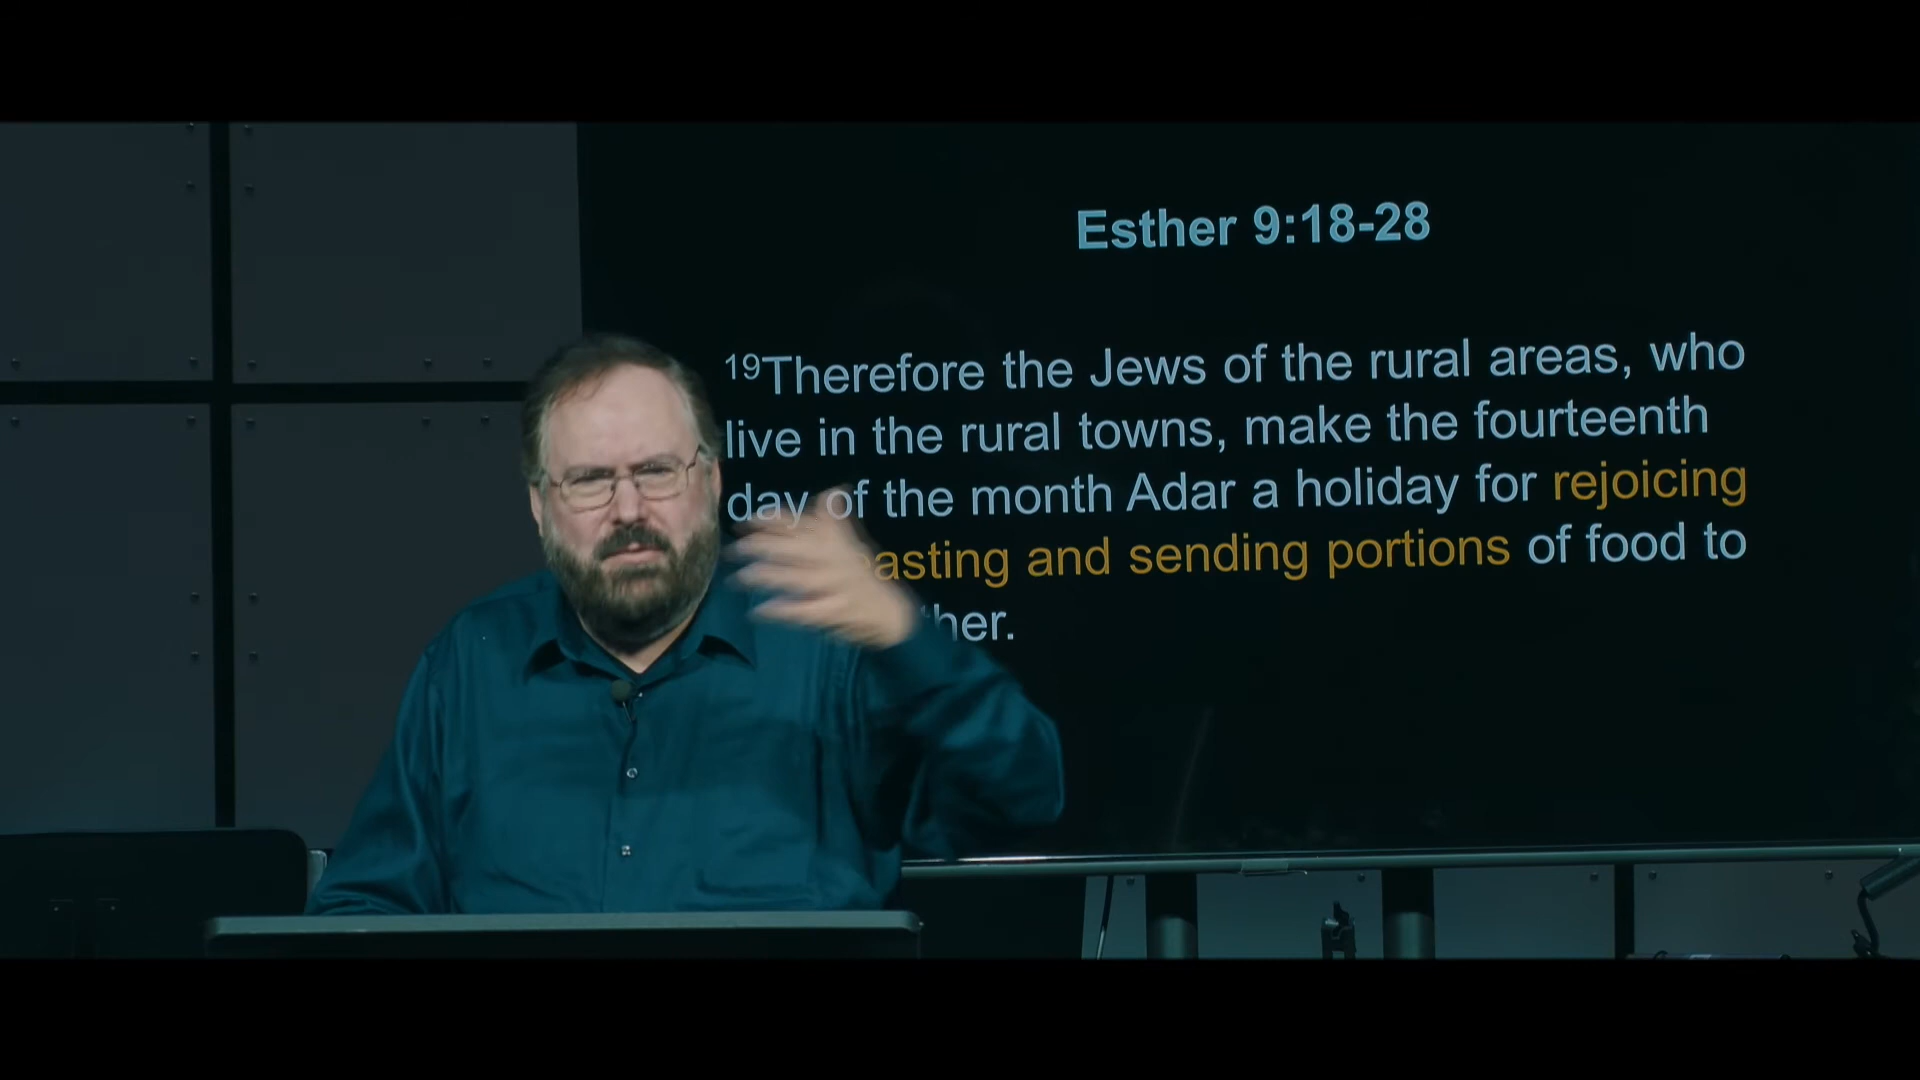 Esther 9:18-28
19Therefore the Jews of the rural areas, who
live in the rural towns, make the fourteenth
day of the month Adar a holiday for rejoicing
and sending portions of food to